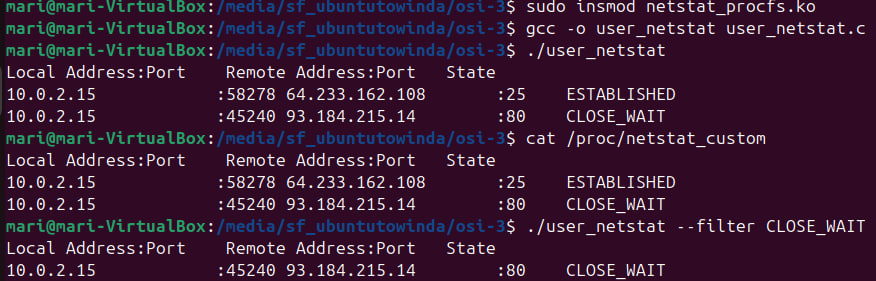 mari@mari-VirtualBox:/media/sf_ubuntutowinda/osi-3$ sudo insmod netstat_procfs.ko
mari@mari-VirtualBox:/media/sf_ubuntutowinda/osi-3$ gcc -o user_netstat user_netstat.c
mari@mari-VirtualBox:/media/sf_ubuntutowinda/osi-3$ ./user_netstat
Local Address:Port    Remote Address:Port   State
10.0.2.15            :58278 64.233.162.108       :25    ESTABLISHED
10.0.2.15            :45240 93.184.215.14        :80    CLOSE_WAIT
mari@mari-VirtualBox:/media/sf_ubuntutowinda/osi-3$ cat /proc/netstat_custom
Local Address:Port    Remote Address:Port   State
10.0.2.15            :58278 64.233.162.108       :25    ESTABLISHED
10.0.2.15            :45240 93.184.215.14        :80    CLOSE_WAIT
mari@mari-VirtualBox:/media/sf_ubuntutowinda/osi-3$ ./user_netstat --filter CLOSE_WAIT
Local Address:Port    Remote Address:Port   State
10.0.2.15            :45240 93.184.215.14        :80    CLOSE_WAIT